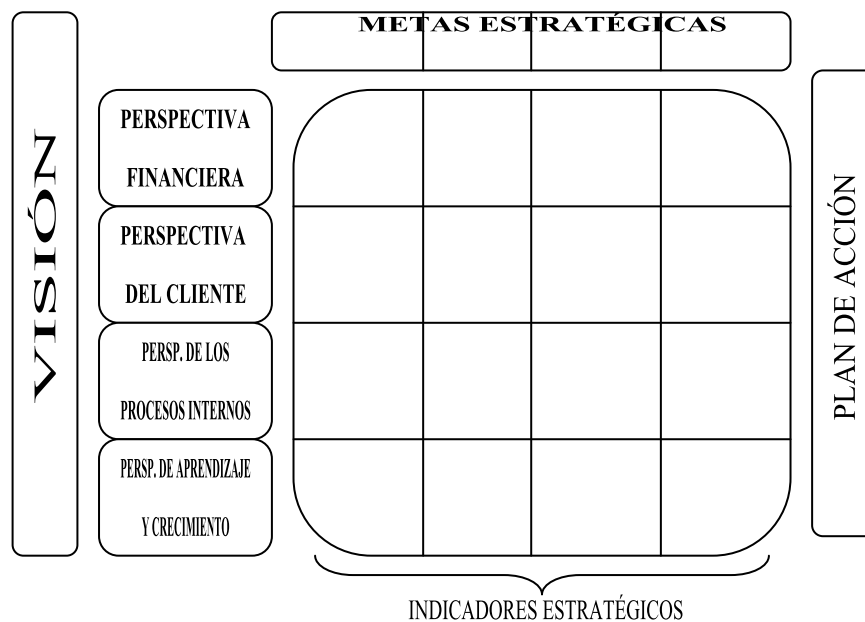 METAS ESTRATÉGICAS
VISIÓN
PERSPECTIVA
FINANCIERA
PERSPECTIVA
DEL CLIENTE
PERSP. DE LOS
PROCESOS INTERNOS
PERSP. DE APRENDIZAJE
Y CRECIMIENTO
PLAN DE ACCIÓN
INDICADORES ESTRATÉGICOS